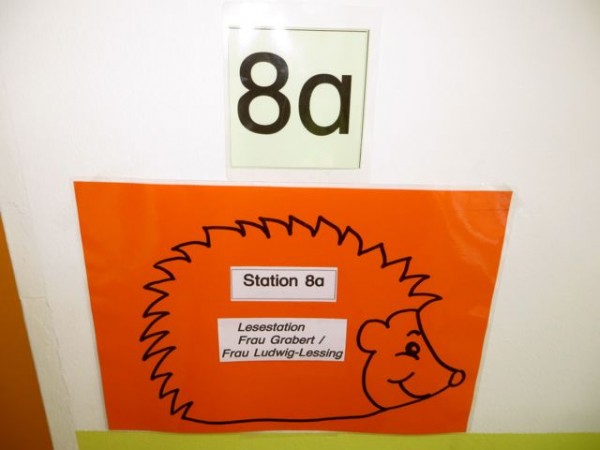 8a
Station 8a
Lesestation
Frau Grabert /
Frau Ludwig-Lessing